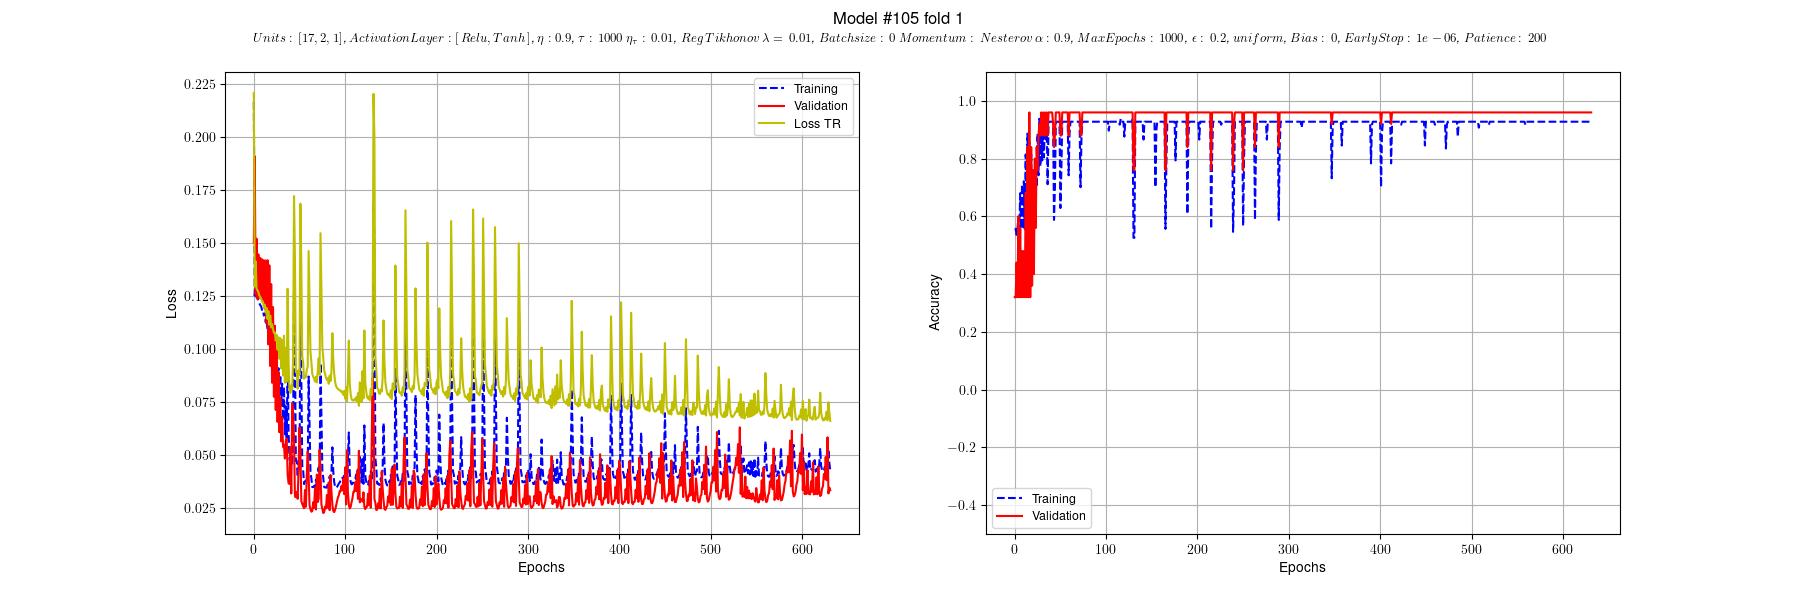 Model #105 fold 1
Units : [17, 2, 1], ActivationLayer : [ Relu, Tanh ], η : 0.9, τ : 1000 ητ : 0.01, RegTikhonov λ = 0.01, Batchsize : 0 Momentum : Nesterov α : 0.9, MaxEpochs : 1000, ϵ : 0.2, uniform, Bias : 0, EarlyStop : 1e − 06, Patience : 200
0.225
0.200
0.175
0.150
0.125
0.100
0.075
0.050
0.025
Loss
0 100 200 300 400 500 600
Epochs
Training
Validation
Loss TR
1.0
0.8
0.6
0.4
0.2
0.0
−0.2
−0.4
Accuracy
0 100 200 300 400 500 600
Epochs
Training
Validation